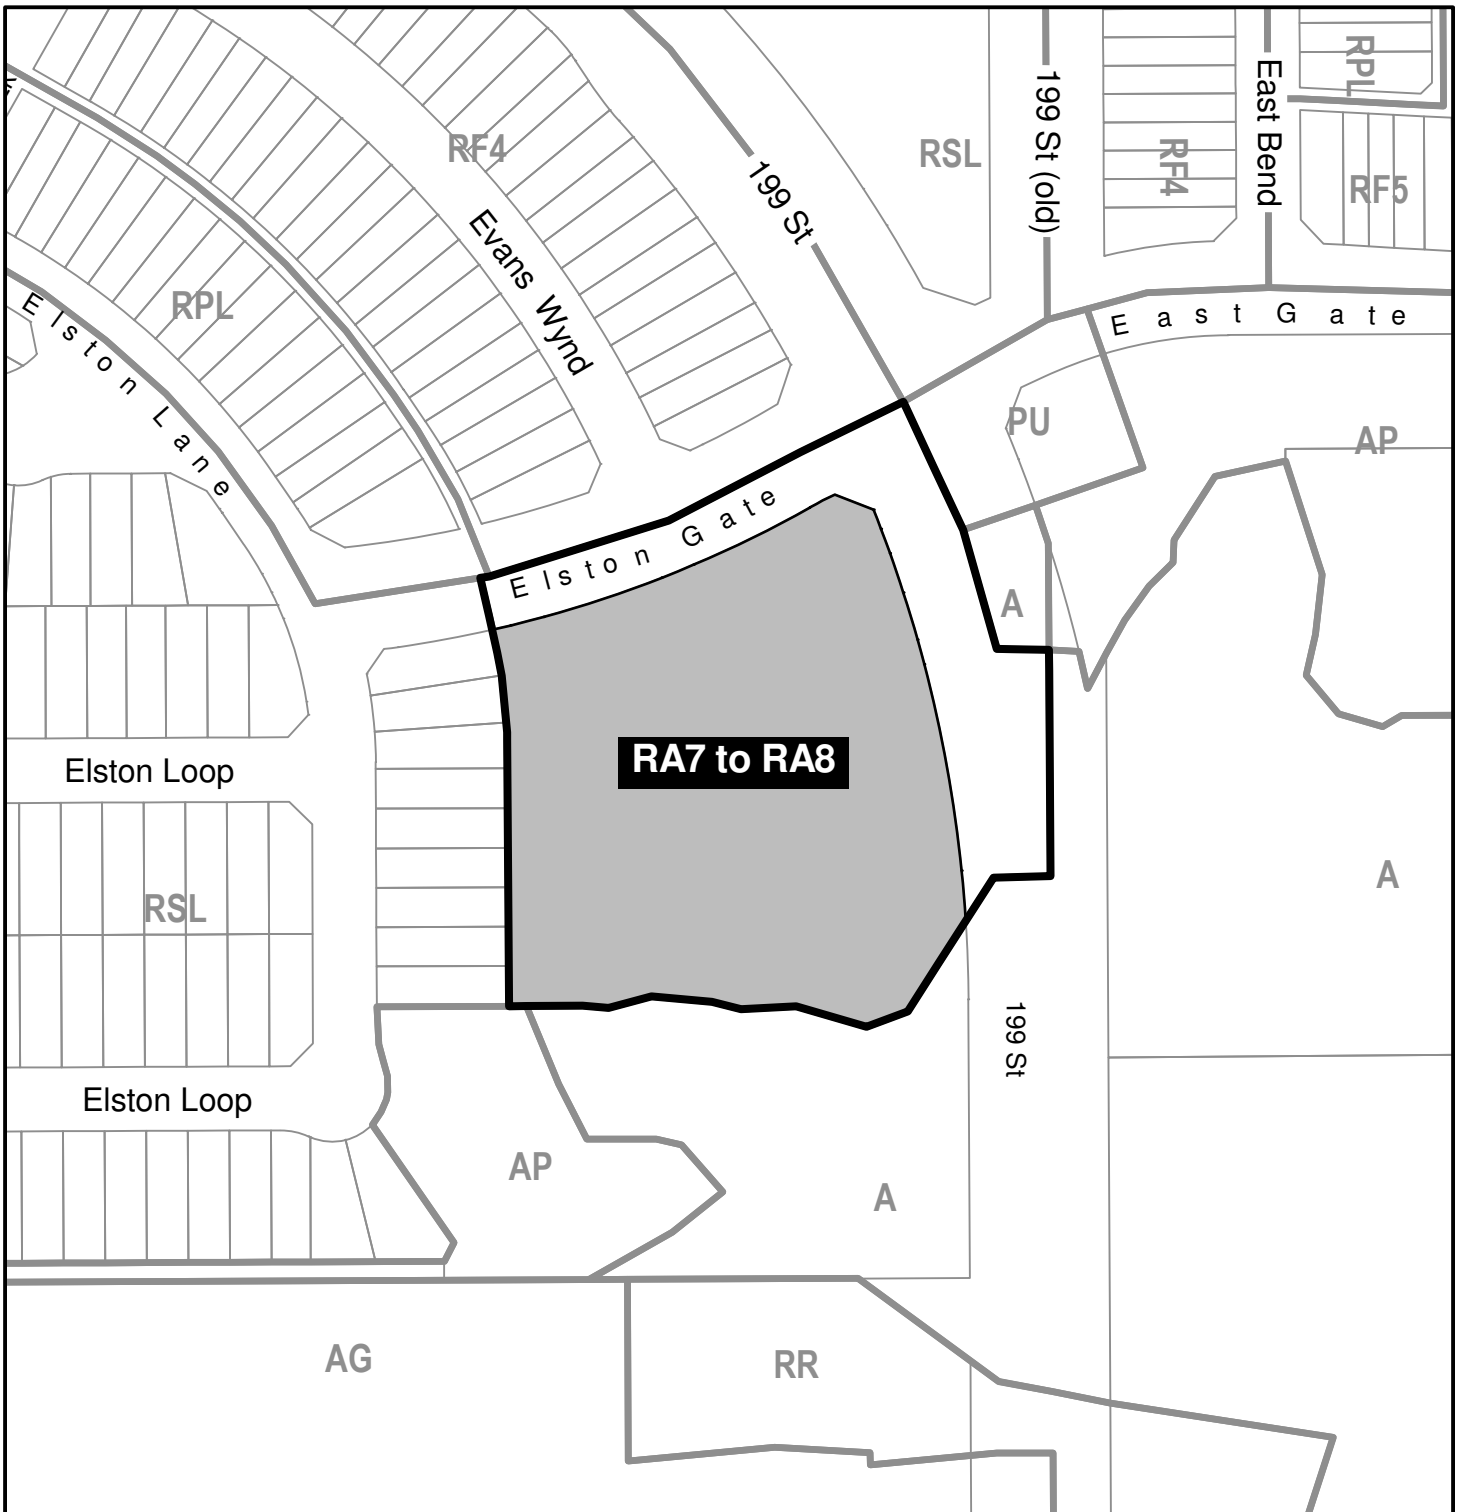 RPL
199 St (old)
East Bend
RF4
RSL
RF4
199 St
RF5
Evans Wynd
RPL
Elston Lane
East Gate
PU
AP
Elston Gate
A
RA7 to RA8
Elston Loop
A
RSL
199 St
Elston Loop
AP
A
AG
RR